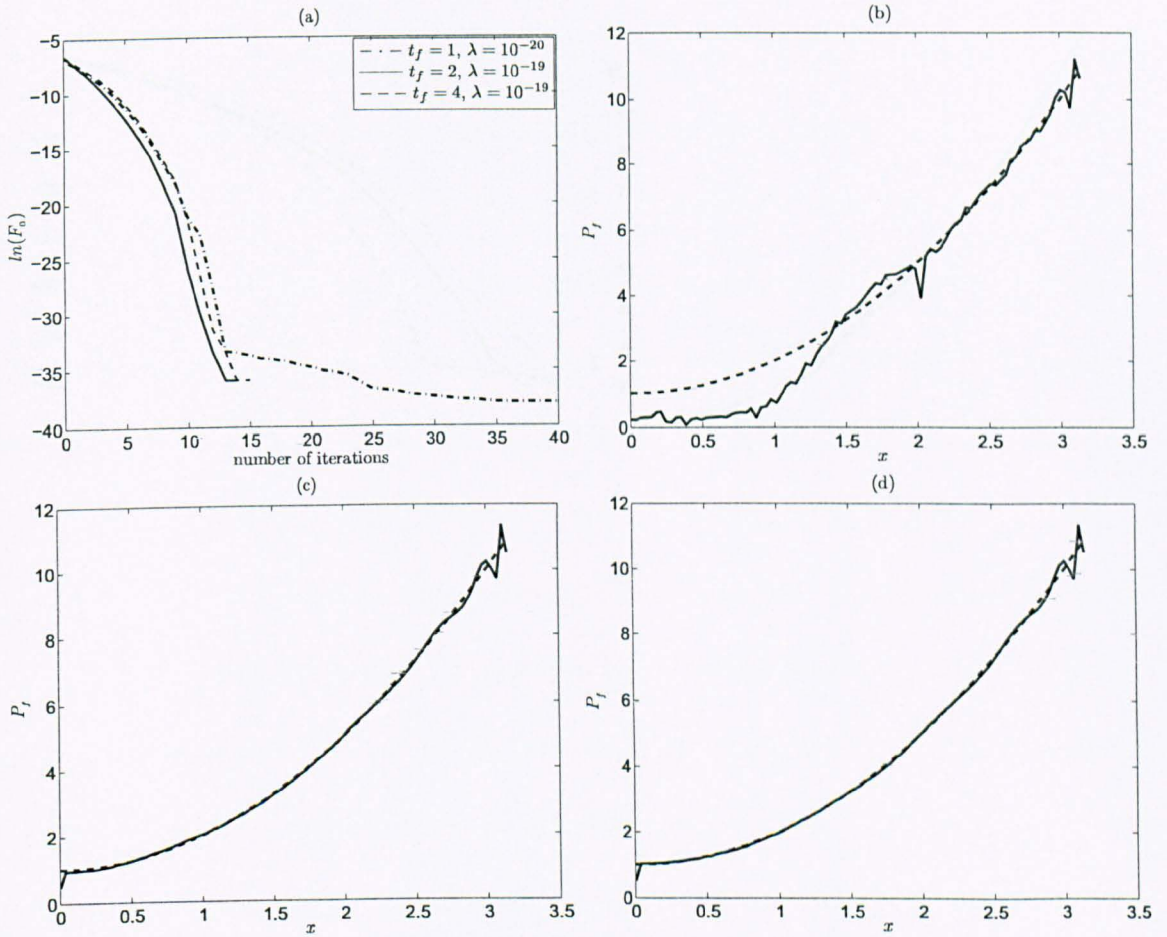 (a)
-5
-10
-15
-20
-25
-30
-35
-40
ln(F_a)
0 5 10 15 20 25 30 35 40
number of iterations
t_f = 1, λ = 10^{-20}
t_f = 2, λ = 10^{-19}
t_f = 4, λ = 10^{-19}
(b)
12
10
8
6
4
2
0
P_f
0 0.5 1 1.5 2 2.5 3 3.5
x
(c)
12
10
8
6
4
2
0
P_f
0 0.5 1 1.5 2 2.5 3 3.5
x
(d)
12
10
8
6
4
2
0
P_f
0 0.5 1 1.5 2 2.5 3 3.5
x